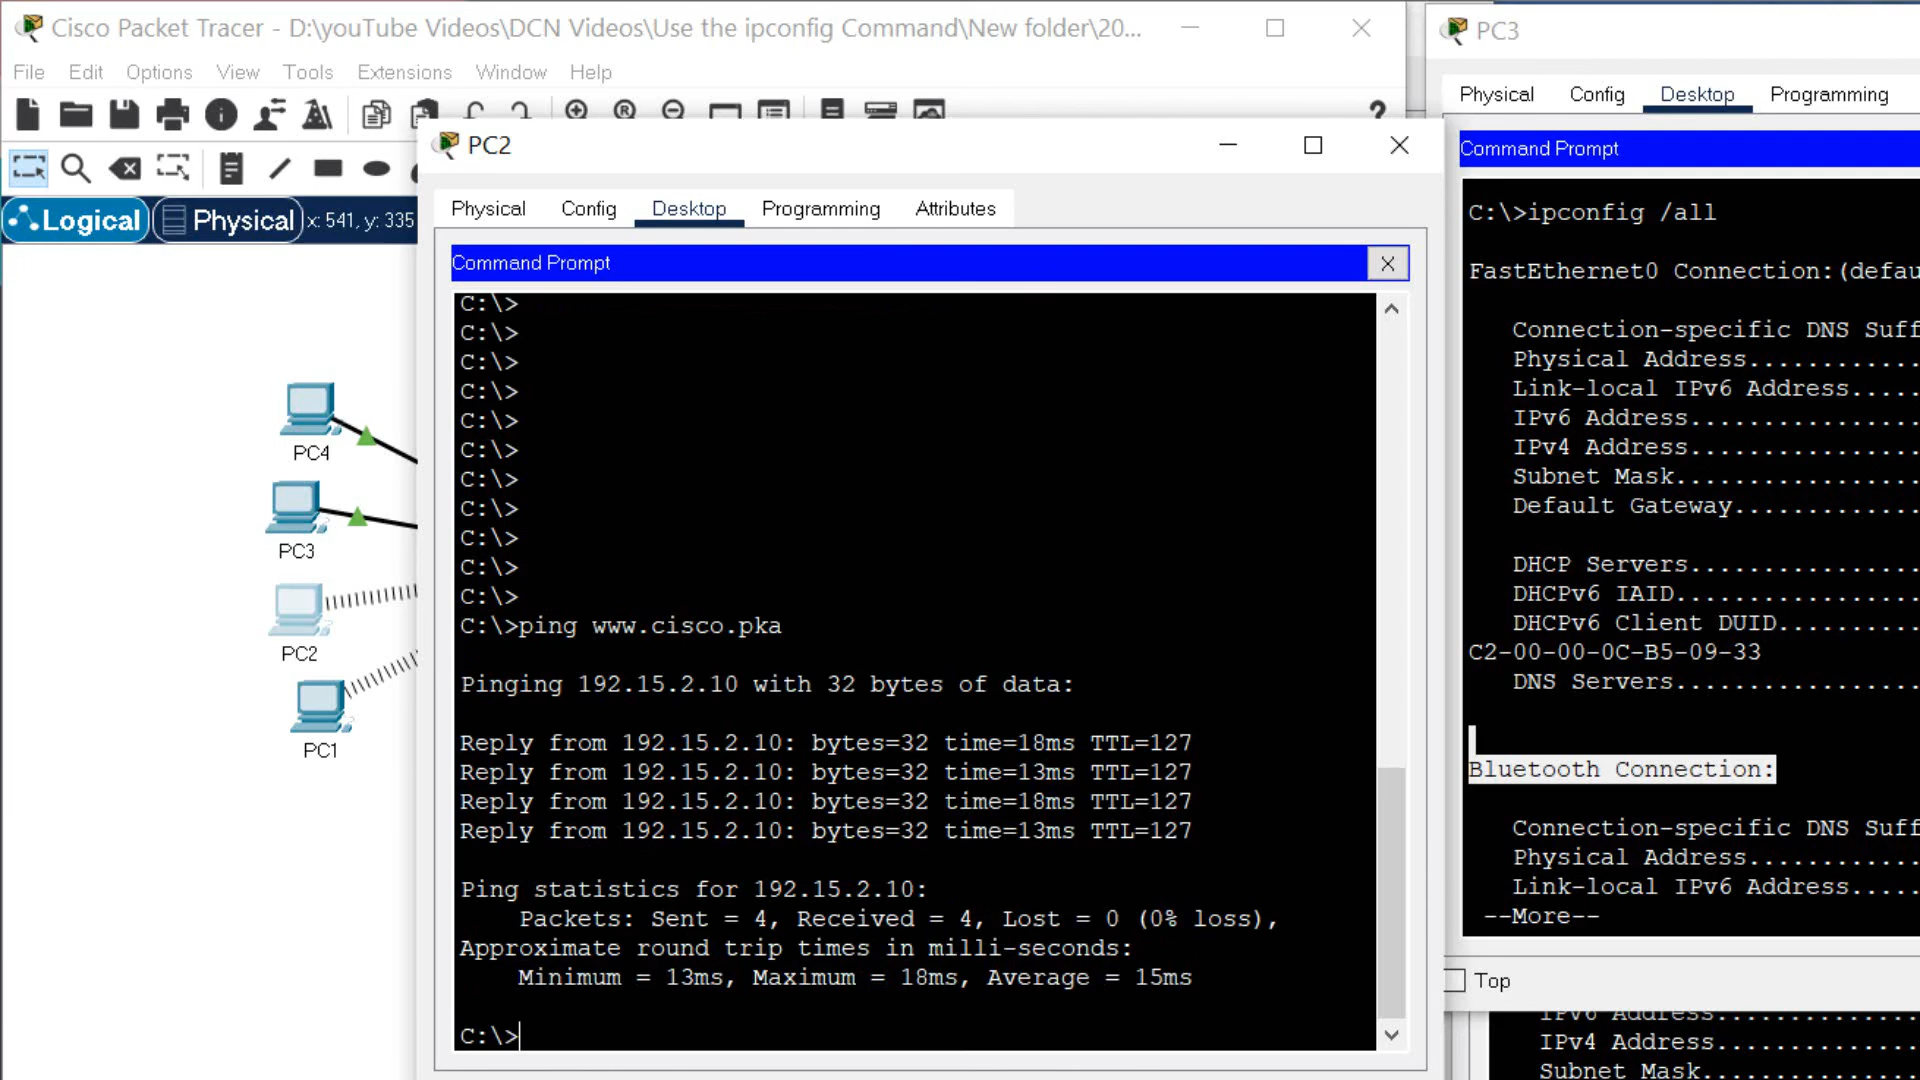 Cisco Packet Tracer - D:\youTube Videos\DCN Videos\Use the ipconfig Command\New folder\20...
File Edit Options View Tools Extensions Window Help
?
Logical Physical x: 541, y: 335
PC4
PC3
PC2
PC1
PC2
Physical Config Desktop Programming Attributes
Command Prompt X
C:\>
C:\>
C:\>
C:\>
C:\>
C:\>
C:\>
C:\>
C:\>
C:\>
C:\>
C:\>ping www.cisco.pka
Pinging 192.15.2.10 with 32 bytes of data:
Reply from 192.15.2.10: bytes=32 time=18ms TTL=127
Reply from 192.15.2.10: bytes=32 time=13ms TTL=127
Reply from 192.15.2.10: bytes=32 time=18ms TTL=127
Reply from 192.15.2.10: bytes=32 time=13ms TTL=127
Ping statistics for 192.15.2.10:
Packets: Sent = 4, Received = 4, Lost = 0 (0% loss),
Approximate round trip times in milli-seconds:
Minimum = 13ms, Maximum = 18ms, Average = 15ms
C:\>
PC3
Physical Config Desktop Programming
Command Prompt
C:\>ipconfig /all
FastEthernet0 Connection:(defau
Connection-specific DNS Suff
Physical Address................
Link-local IPv6 Address.....
IPv6 Address................
IPv4 Address................
Subnet Mask.................
Default Gateway.............
DHCP Servers................
DHCPv6 IAID.................
DHCPv6 Client DUID..........
C2-00-00-0C-B5-09-33
DNS Servers.................
Bluetooth Connection:
Connection-specific DNS Suff
Physical Address............
Link-local IPv6 Address.....
--More--
Top
IPv6 Address..............
IPv4 Address..............
Subnet Mask...............